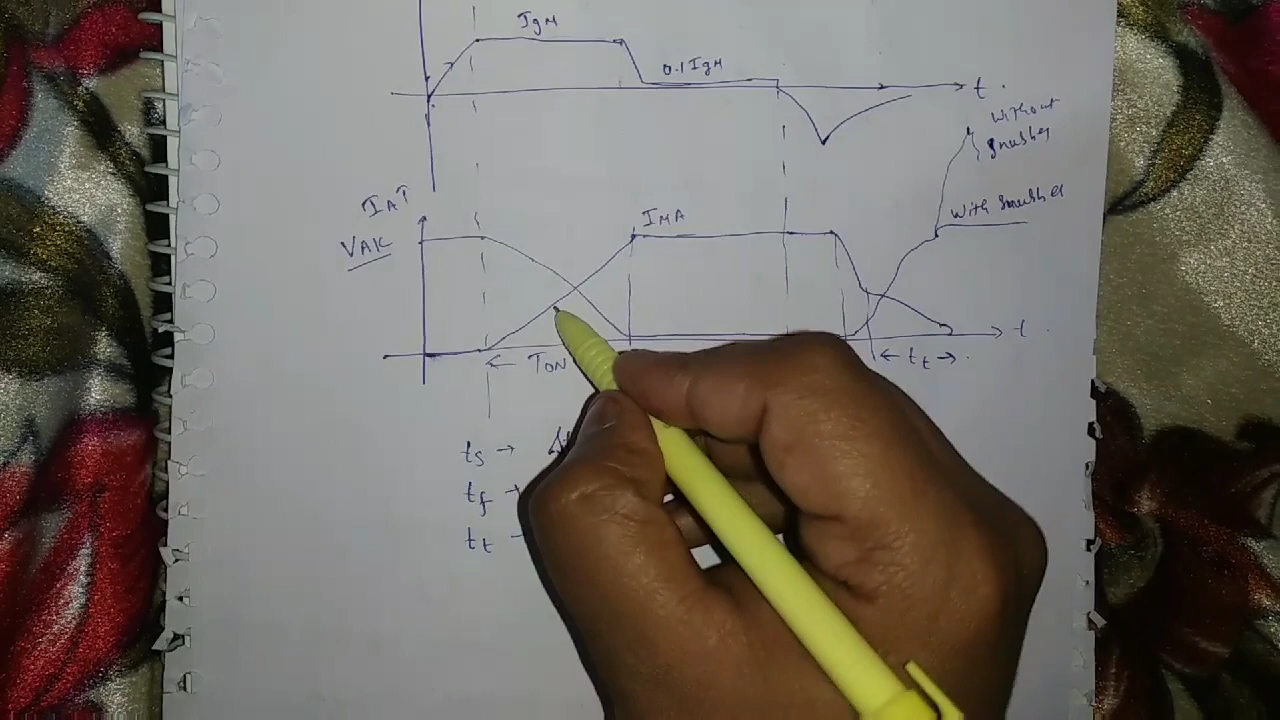 IgM
0.1 IgM
t.
without
snubber
IA↑
VAK
IMA
With snubber
t.
← TON
← tt →.
ts →
tf →
tt →